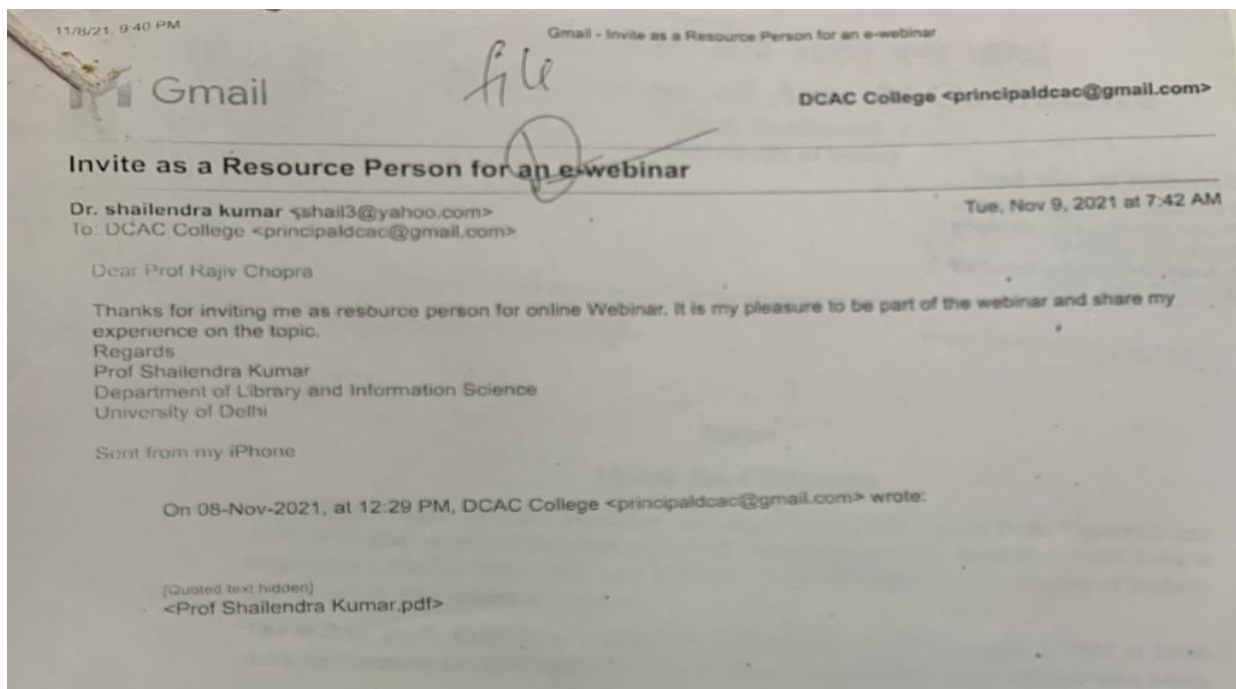 11/8/21, 9:40 PM
Gmail - Invite as a Resource Person for an e-webinar
file
Gmail
DCAC College <principaldcac@gmail.com>
Invite as a Resource Person for an e-webinar
Dr. shailendra kumar <shail3@yahoo.com>
Tue, Nov 9, 2021 at 7:42 AM
To: DCAC College <principaldcac@gmail.com>
Dear Prof Rajiv Chopra
Thanks for inviting me as resource person for online Webinar. It is my pleasure to be part of the webinar and share my
experience on the topic.
Regards
Prof Shailendra Kumar
Department of Library and Information Science
University of Delhi
Sent from my iPhone
On 08-Nov-2021, at 12:29 PM, DCAC College <principaldcac@gmail.com> wrote:
[Quoted text hidden]
<Prof Shailendra Kumar.pdf>